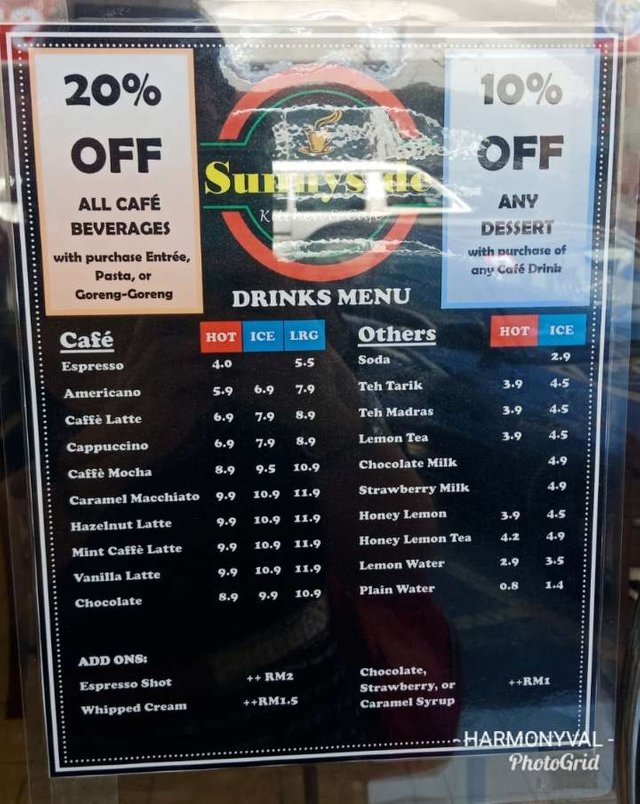 20%
OFF
ALL CAFÉ
BEVERAGES
with purchase Entrée,
Pasta, or
Goreng-Goreng
Sunnyside
Kitchen & Café
10%
OFF
ANY
DESSERT
with purchase of
any Café Drink
DRINKS MENU
Café HOT ICE LRG
Espresso 4.0 5.5
Americano 5.9 6.9 7.9
Caffè Latte 6.9 7.9 8.9
Cappuccino 6.9 7.9 8.9
Caffè Mocha 8.9 9.5 10.9
Caramel Macchiato 9.9 10.9 11.9
Hazelnut Latte 9.9 10.9 11.9
Mint Caffè Latte 9.9 10.9 11.9
Vanilla Latte 9.9 10.9 11.9
Chocolate 8.9 9.9 10.9
ADD ONS:
Espresso Shot ++ RM2
Whipped Cream ++RM1.5
Others HOT ICE
Soda 2.9
Teh Tarik 3.9 4.5
Teh Madras 3.9 4.5
Lemon Tea 3.9 4.5
Chocolate Milk 4.9
Strawberry Milk 4.9
Honey Lemon 3.9 4.5
Honey Lemon Tea 4.2 4.9
Lemon Water 2.9 3.5
Plain Water 0.8 1.4
Chocolate,
Strawberry, or ++RM1
Caramel Syrup
- HARMONYVAL -
PhotoGrid